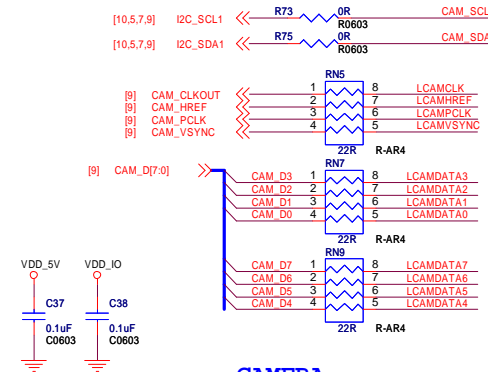 [10,5,7,9] I2C_SCL1 R73 0R R0603 CAM_SCL
[10,5,7,9] I2C_SDA1 R75 0R R0603 CAM_SDA
RN5
[9] CAM_CLKOUT 1 8 LCAMCLK
[9] CAM_HREF 2 7 LCAMHREF
[9] CAM_PCLK 3 6 LCAMPCLK
[9] CAM_VSYNC 4 5 LCAMVSYNC
22R R-AR4
[9] CAM_D[7:0]
RN7
CAM_D3 1 8 LCAMDATA3
CAM_D2 2 7 LCAMDATA2
CAM_D1 3 6 LCAMDATA1
CAM_D0 4 5 LCAMDATA0
22R R-AR4
RN9
CAM_D7 1 8 LCAMDATA7
CAM_D6 2 7 LCAMDATA6
CAM_D5 3 6 LCAMDATA5
CAM_D4 4 5 LCAMDATA4
22R R-AR4
VDD_5V VDD_IO
C37 C38
0.1uF 0.1uF
C0603 C0603
CAMERA